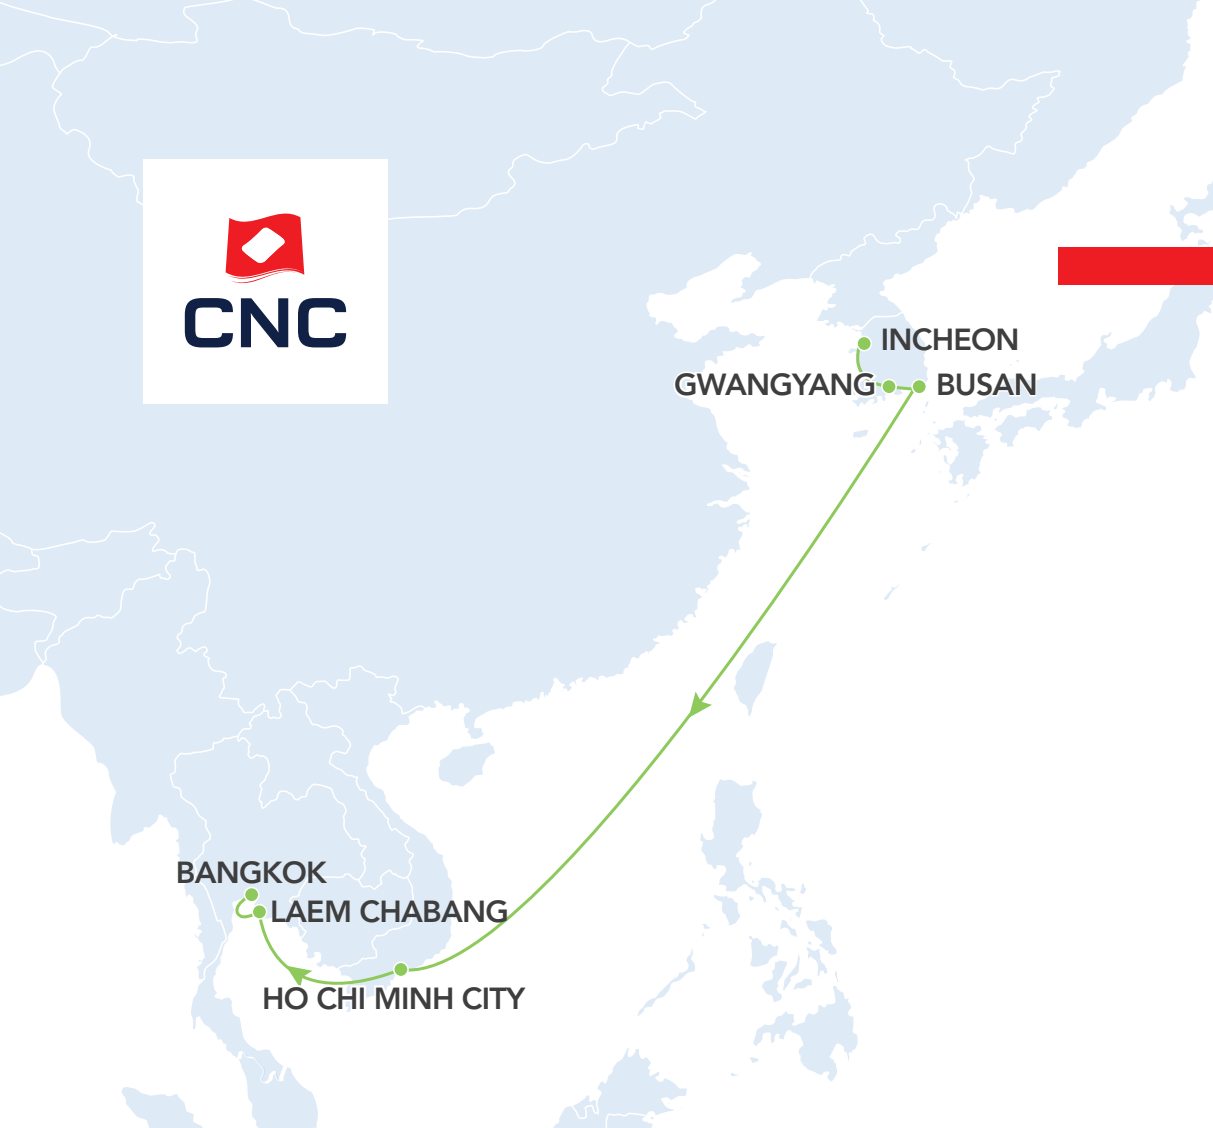 CNC
INCHEON
GWANGYANG
BUSAN
BANGKOK
LAEM CHABANG
HO CHI MINH CITY